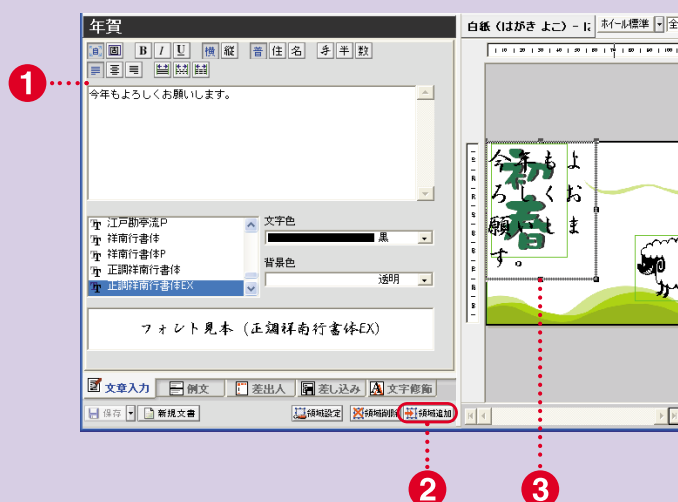 年賀
自 固 B I U 横 縦 普 住 名 手 半 数
1
今年もよろしくお願いします。
江戸勘亭流P
祥南行書体
祥南行書体P
正調祥南行書体
正調祥南行書体EX
文字色
黒
背景色
透明
フォント見本（正調祥南行書体EX）
文章入力 例文 差出人 差し込み 文字修飾
保存 新規文書 領域設定 領域削除 領域追加
2
白紙（はがき よこ）－
ホイール標準 全
初春
今年もよ
ろしくお
願いしま
す。
3